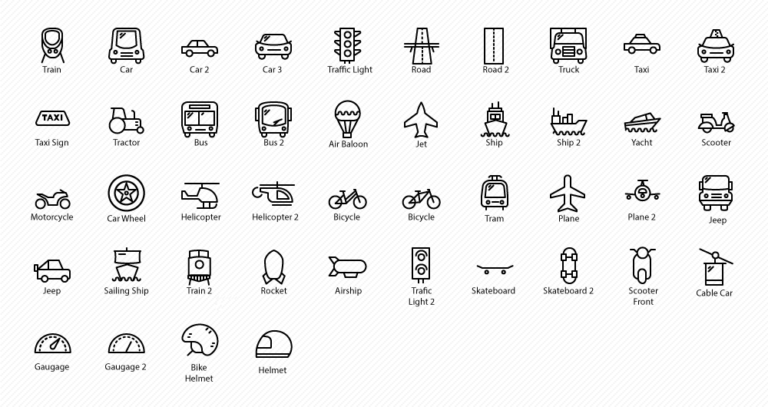 Train Car Car 2 Car 3 Traffic Light Road Road 2 Truck Taxi Taxi 2
TAXI
Taxi Sign Tractor Bus Bus 2 Air Baloon Jet Ship Ship 2 Yacht Scooter
Motorcycle Car Wheel Helicopter Helicopter 2 Bicycle Bicycle Tram Plane Plane 2 Jeep
Jeep Sailing Ship Train 2 Rocket Airship Trafic Skateboard Skateboard 2 Scooter Cable Car
Light 2 Front
Gaugage Gaugage 2 Bike Helmet
Helmet